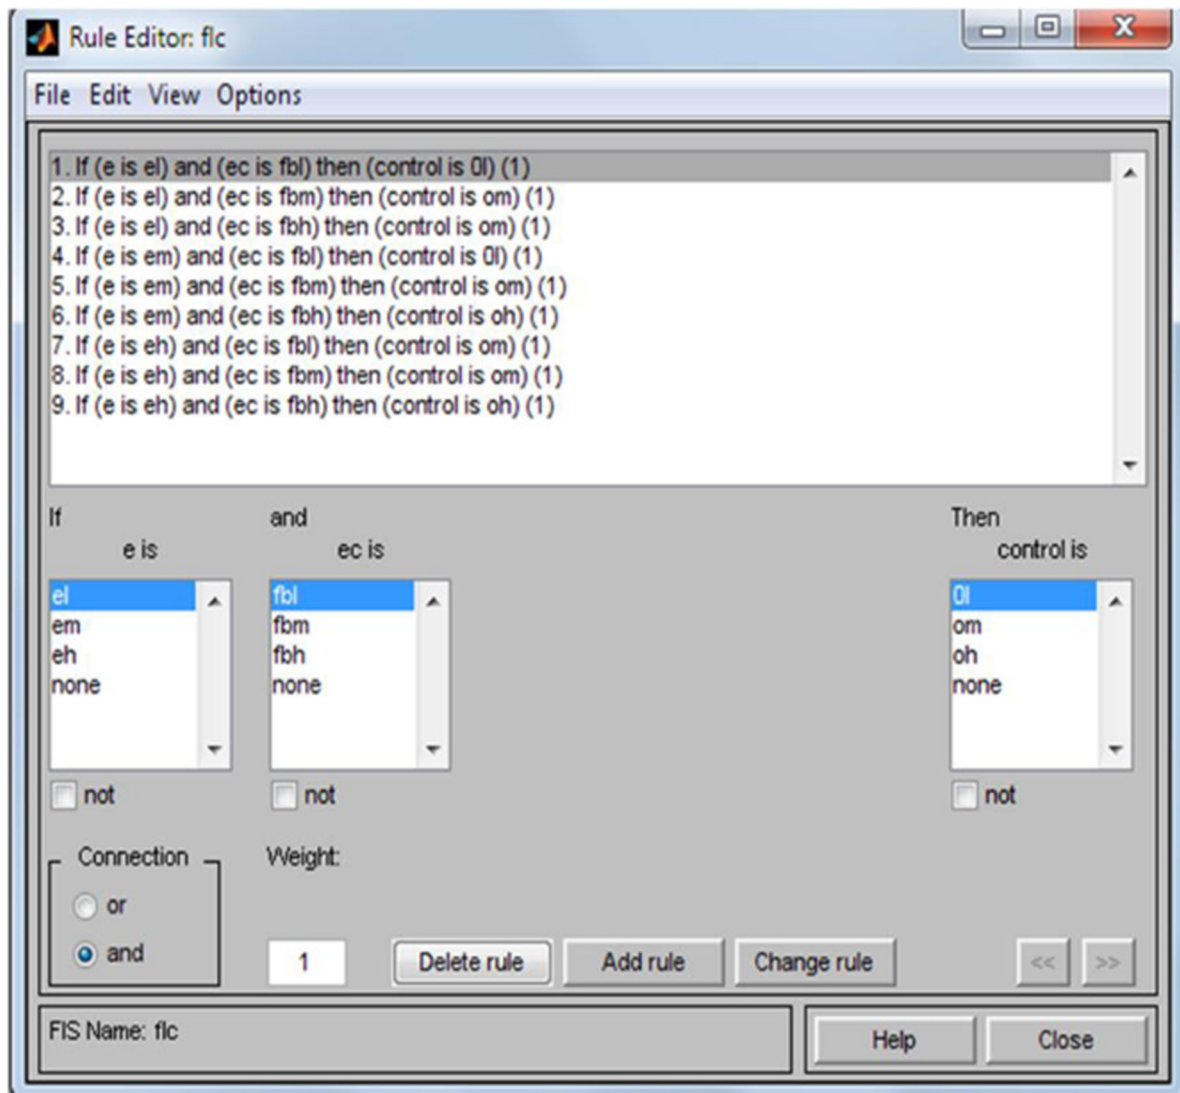 Rule Editor: flc
File Edit View Options
1. If (e is el) and (ec is fbl) then (control is 0l) (1)
2. If (e is el) and (ec is fbm) then (control is om) (1)
3. If (e is el) and (ec is fbh) then (control is om) (1)
4. If (e is em) and (ec is fbl) then (control is 0l) (1)
5. If (e is em) and (ec is fbm) then (control is om) (1)
6. If (e is em) and (ec is fbh) then (control is oh) (1)
7. If (e is eh) and (ec is fbl) then (control is om) (1)
8. If (e is eh) and (ec is fbm) then (control is om) (1)
9. If (e is eh) and (ec is fbh) then (control is oh) (1)
If
e is
el
em
eh
none
not
and
ec is
fbl
fbm
fbh
none
not
Then
control is
0l
om
oh
none
not
Connection
or
and
Weight:
1
Delete rule
Add rule
Change rule
<<
>>
FIS Name: flc
Help
Close